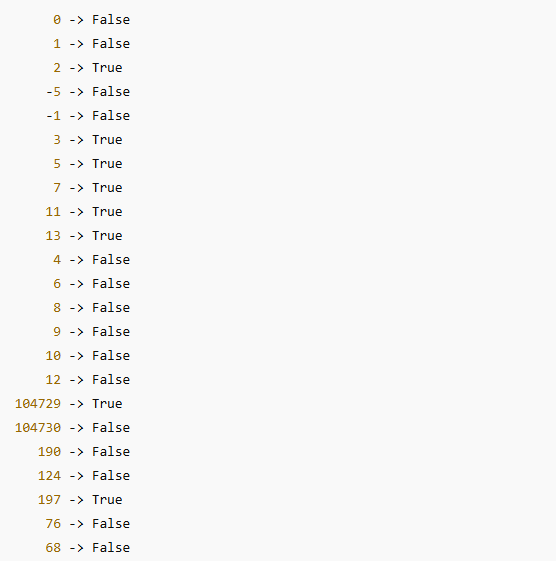 0 -> False
1 -> False
2 -> True
-5 -> False
-1 -> False
3 -> True
5 -> True
7 -> True
11 -> True
13 -> True
4 -> False
6 -> False
8 -> False
9 -> False
10 -> False
12 -> False
104729 -> True
104730 -> False
190 -> False
124 -> False
197 -> True
76 -> False
68 -> False